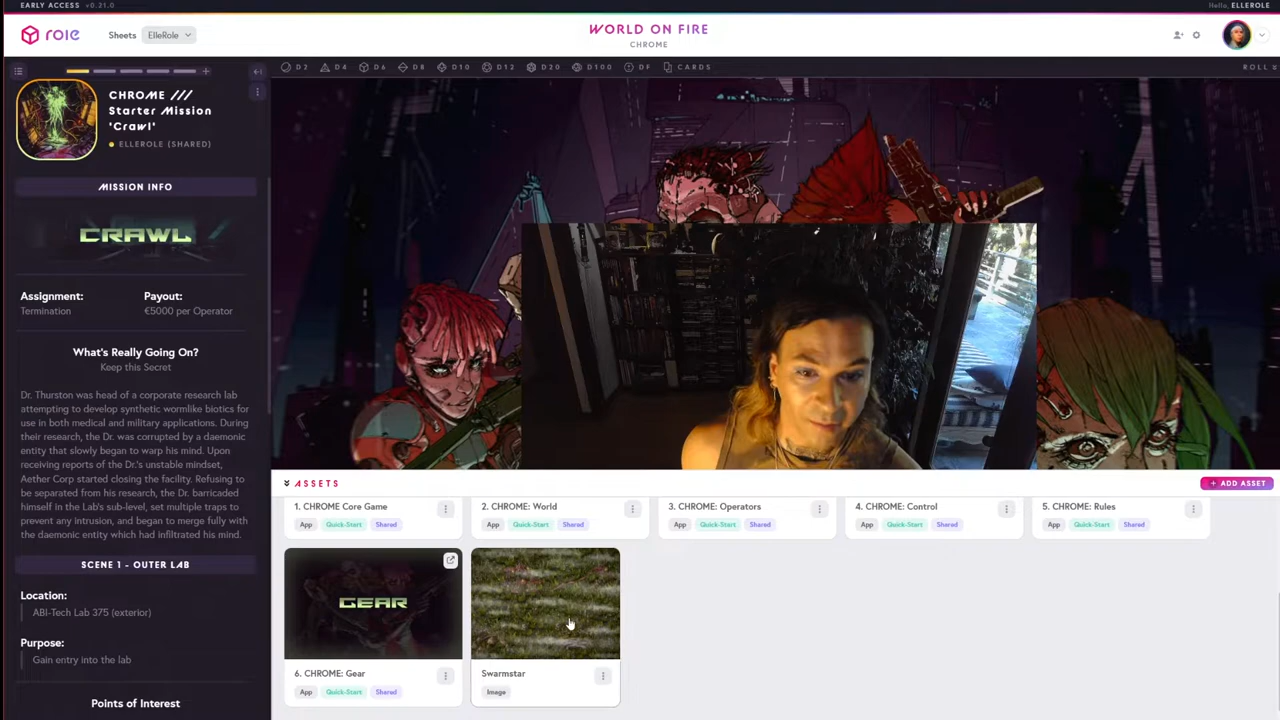 EARLY ACCESS v0.21.0
Hello, ELLEROLE
role
Sheets
ElleRole
WORLD ON FIRE
CHROME
D2
D4
D6
D8
D10
D12
D20
D100
DF
CARDS
ROLL
CHROME ///
Starter Mission
'Crawl'
ELLEROLE (SHARED)
MISSION INFO
CRAWL
Assignment:
Termination
Payout:
€5000 per Operator
What's Really Going On?
Keep this Secret
Dr. Thurston was head of a corporate research lab
attempting to develop synthetic wormlike biotics for
use in both medical and military applications. During
their research, the Dr. was corrupted by a daemonic
entity that slowly began to warp his mind. Upon
receiving reports of the Dr.'s unstable mindset,
Aether Corp started closing the facility. Refusing to
be separated from his research, the Dr. barricaded
himself in the Lab's sub-level, set multiple traps to
prevent any intrusion, and began to merge fully with
the daemonic entity which had infiltrated his mind.
SCENE 1 - OUTER LAB
Location:
ABI-Tech Lab 375 (exterior)
Purpose:
Gain entry into the lab
Points of Interest
ASSETS
+ ADD ASSET
1. CHROME Core Game
App Quick-Start Shared
2. CHROME: World
App Quick-Start Shared
3. CHROME: Operators
App Quick-Start Shared
4. CHROME: Control
App Quick-Start Shared
5. CHROME: Rules
App Quick-Start Shared
GEAR
6. CHROME: Gear
App Quick-Start Shared
Swarmstar
Image